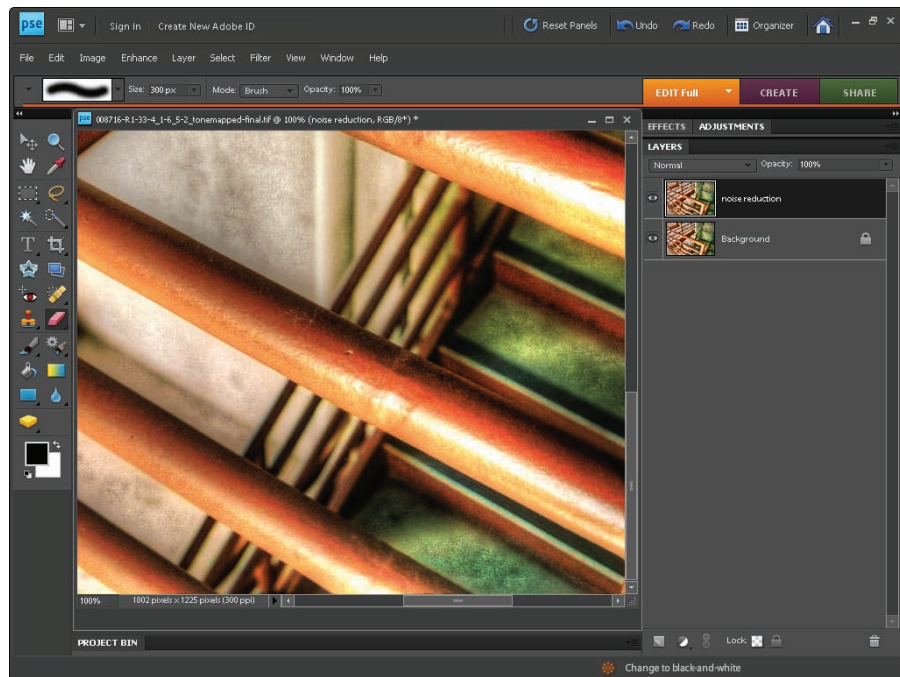 pse Sign In Create New Adobe ID Reset Panels Undo Redo Organizer
File Edit Image Enhance Layer Select Filter View Window Help
Size: 300 px Mode: Brush Opacity: 100% EDIT Full CREATE SHARE
pse 008716-R1-33-4_1-6_5-2_tonemapped-final.tif @ 100% (noise reduction, RGB/8*) *
EFFECTS ADJUSTMENTS
LAYERS
Normal Opacity: 100%
noise reduction
Background
100% 1802 pixels x 1225 pixels (300 ppi)
PROJECT BIN Lock:
Change to black-and-white